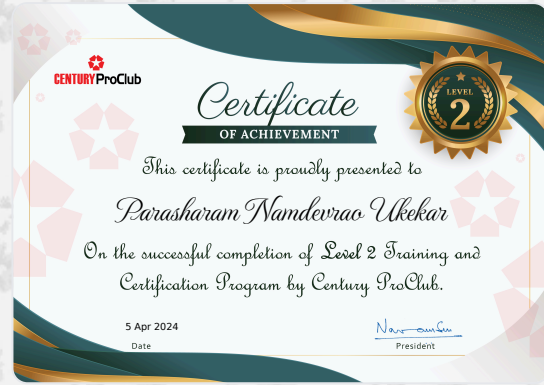 CENTURY ProClub
Certificate
OF ACHIEVEMENT
LEVEL
2
This certificate is proudly presented to
Parasharam Namdevrao Ukekar
On the successful completion of Level 2 Training and
Certification Program by Century ProClub.
5 Apr 2024
Date
President